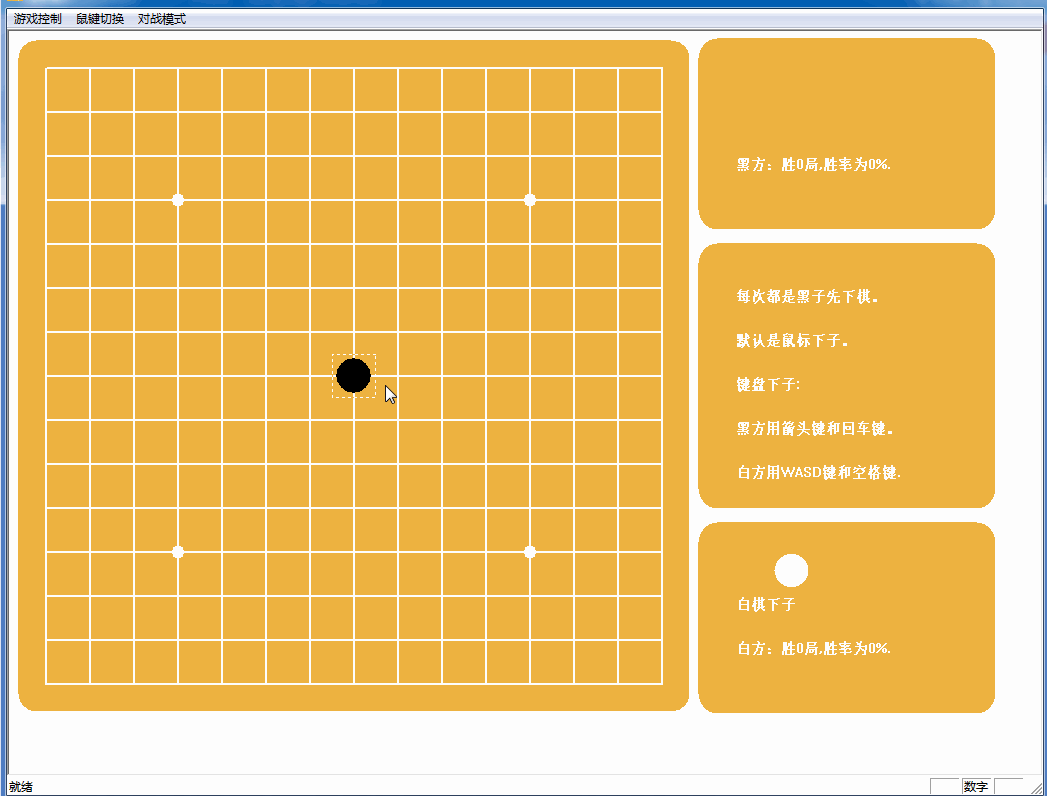 游戏控制 鼠键切换 对战模式
黑方：胜0局,胜率为0%.
每次都是黑子先下棋。
默认是鼠标下子。
键盘下子:
黑方用箭头键和回车键。
白方用WASD键和空格键.
白棋下子
白方：胜0局,胜率为0%.
就绪 数字